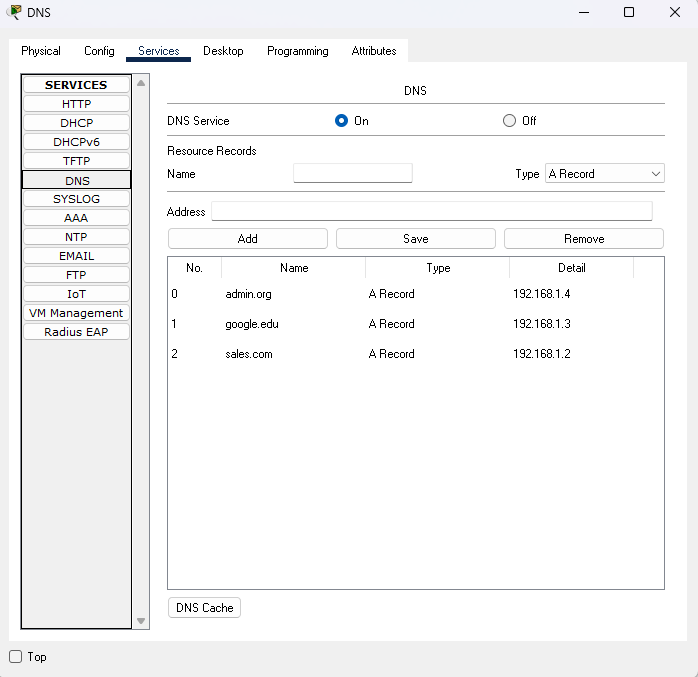 DNS
Physical Config Services Desktop Programming Attributes
SERVICES
HTTP
DHCP
DHCPv6
TFTP
DNS
SYSLOG
AAA
NTP
EMAIL
FTP
IoT
VM Management
Radius EAP
DNS
DNS Service On Off
Resource Records
Name Type A Record
Address
Add Save Remove
No. Name Type Detail
0 admin.org A Record 192.168.1.4
1 google.edu A Record 192.168.1.3
2 sales.com A Record 192.168.1.2
DNS Cache
Top